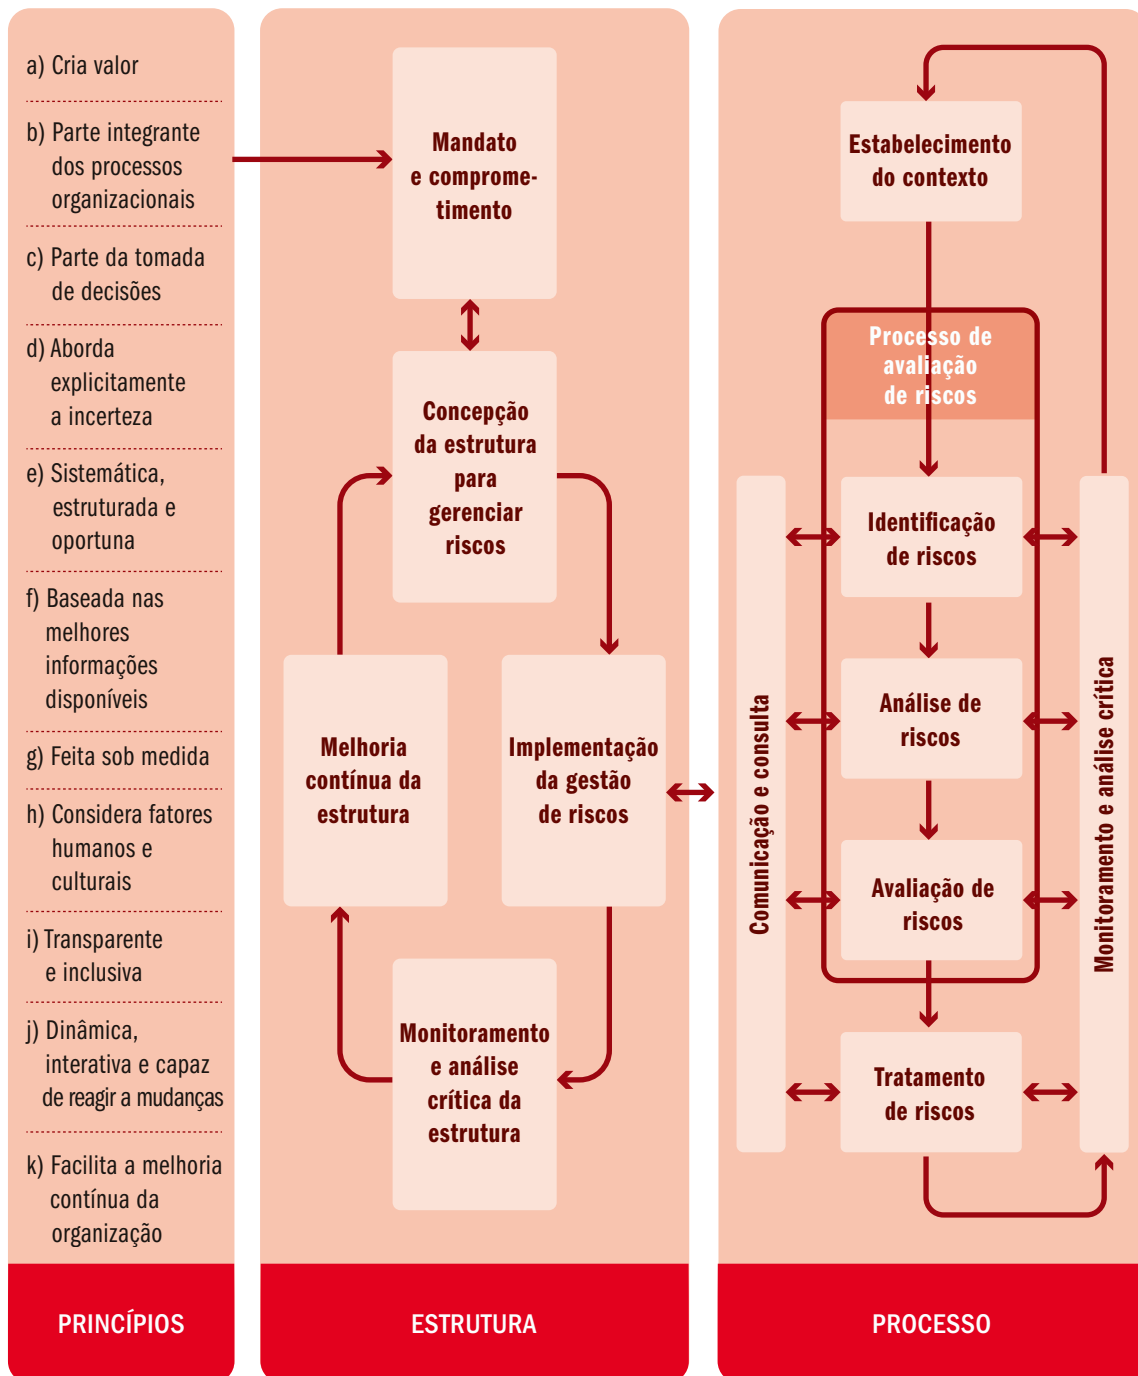 a) Cria valor
b) Parte integrante
dos processos
organizacionais
c) Parte da tomada
de decisões
d) Aborda
explicitamente
a incerteza
e) Sistemática,
estruturada e
oportuna
f) Baseada nas
melhores
informações
disponíveis
g) Feita sob medida
h) Considera fatores
humanos e
culturais
i) Transparente
e inclusiva
j) Dinâmica,
interativa e capaz
de reagir a mudanças
k) Facilita a melhoria
contínua da
organização
PRINCÍPIOS
Mandato
e comprome-
timento
Concepção
da estrutura
para
gerenciar
riscos
Melhoria
contínua da
estrutura
Implementação
da gestão
de riscos
Monitoramento
e análise
crítica da
estrutura
ESTRUTURA
Estabelecimento
do contexto
Processo de
avaliação
de riscos
Identificação
de riscos
Análise de
riscos
Avaliação de
riscos
Tratamento
de riscos
Comunicação e consulta
Monitoramento e análise crítica
PROCESSO